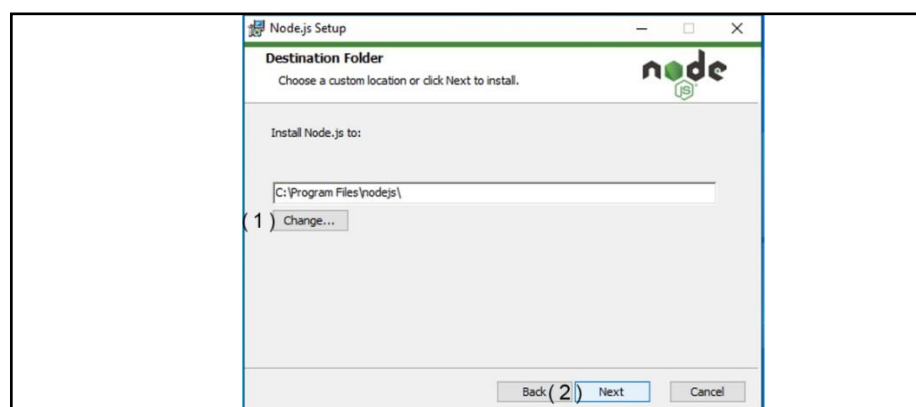 Node.js Setup
Destination Folder
Choose a custom location or click Next to install.
node
JS
Install Node.js to:
C:\Program Files\nodejs\
(1) Change...
Back (2) Next Cancel